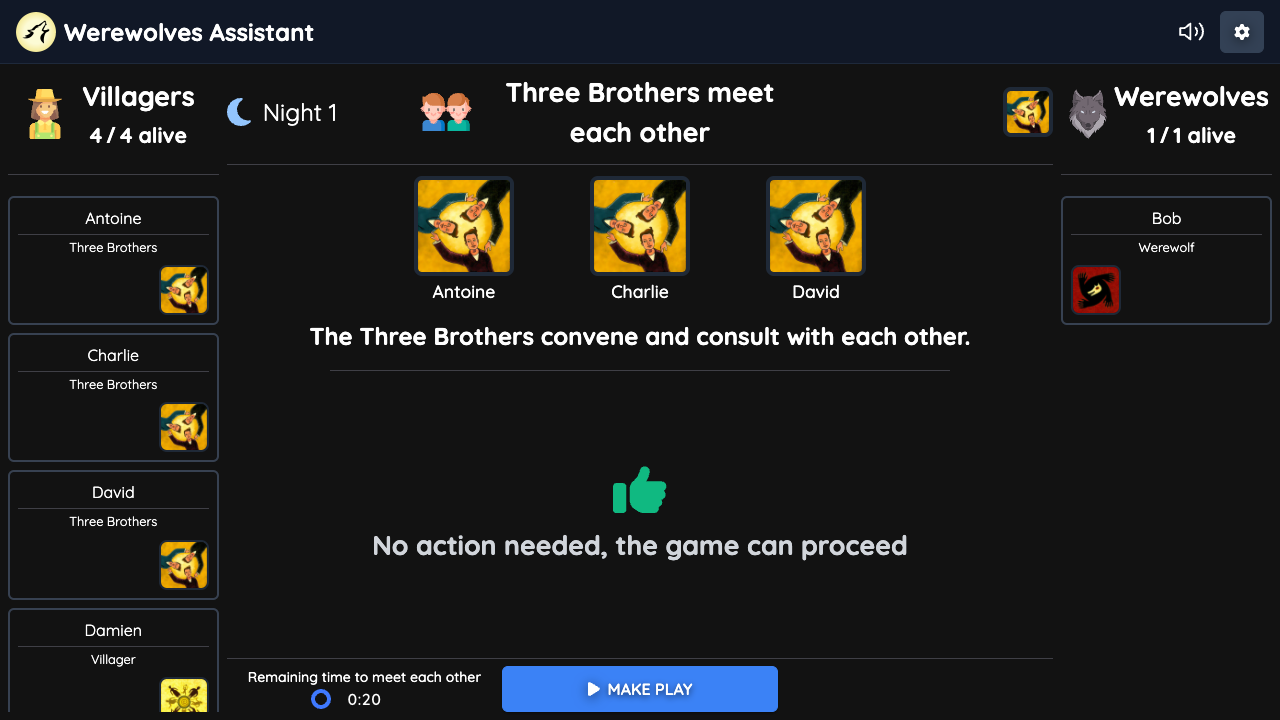 Werewolves Assistant
Villagers
4 / 4 alive
Night 1
Three Brothers meet
each other
Werewolves
1 / 1 alive
Antoine
Three Brothers
Charlie
Three Brothers
David
Three Brothers
Damien
Villager
Antoine
Charlie
David
The Three Brothers convene and consult with each other.
No action needed, the game can proceed
Remaining time to meet each other
0:20
MAKE PLAY
Bob
Werewolf